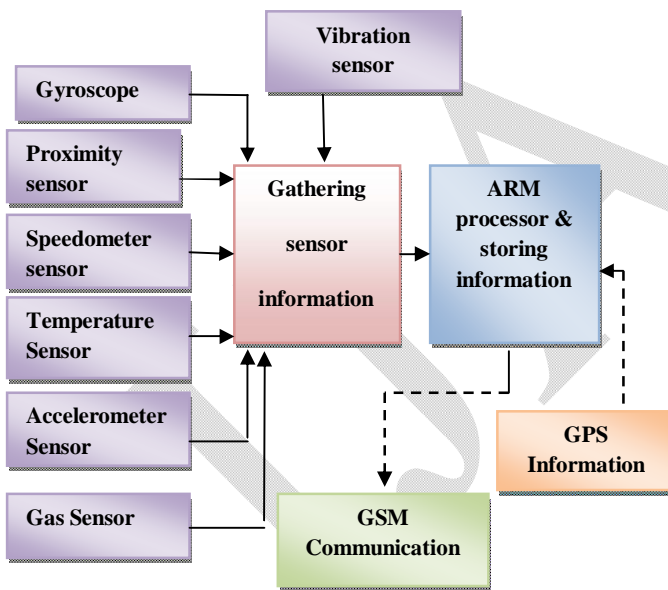 Vibration
sensor
Gyroscope
Proximity
sensor
Gathering
sensor
information
ARM
processor &
storing
information
Speedometer
sensor
Temperature
Sensor
Accelerometer
Sensor
GPS
Information
Gas Sensor
GSM
Communication